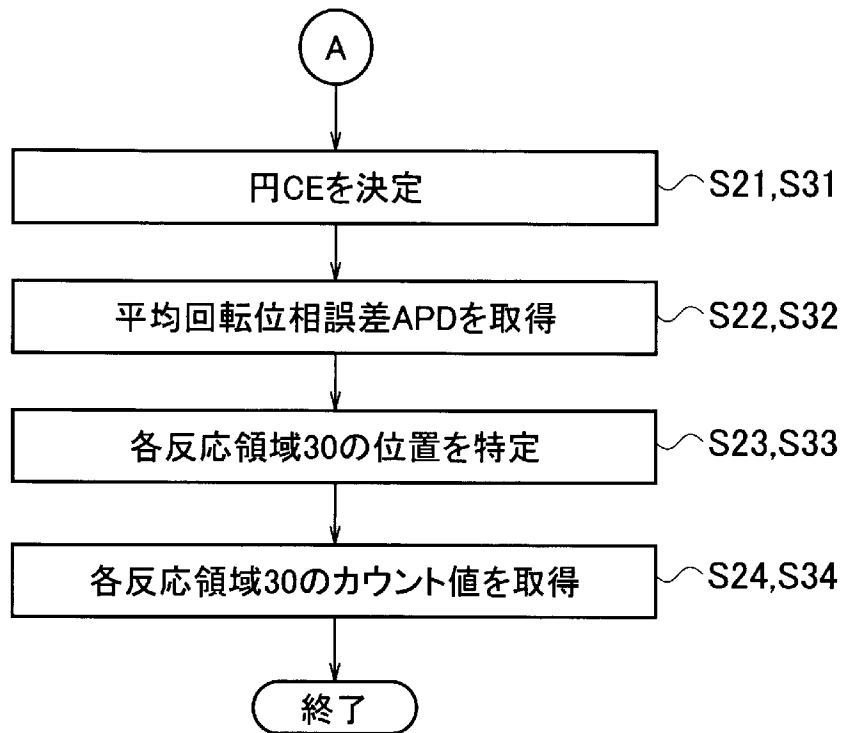 A
円CEを決定
S21,S31
平均回転位相誤差APDを取得
S22,S32
各反応領域30の位置を特定
S23,S33
各反応領域30のカウント値を取得
S24,S34
終了